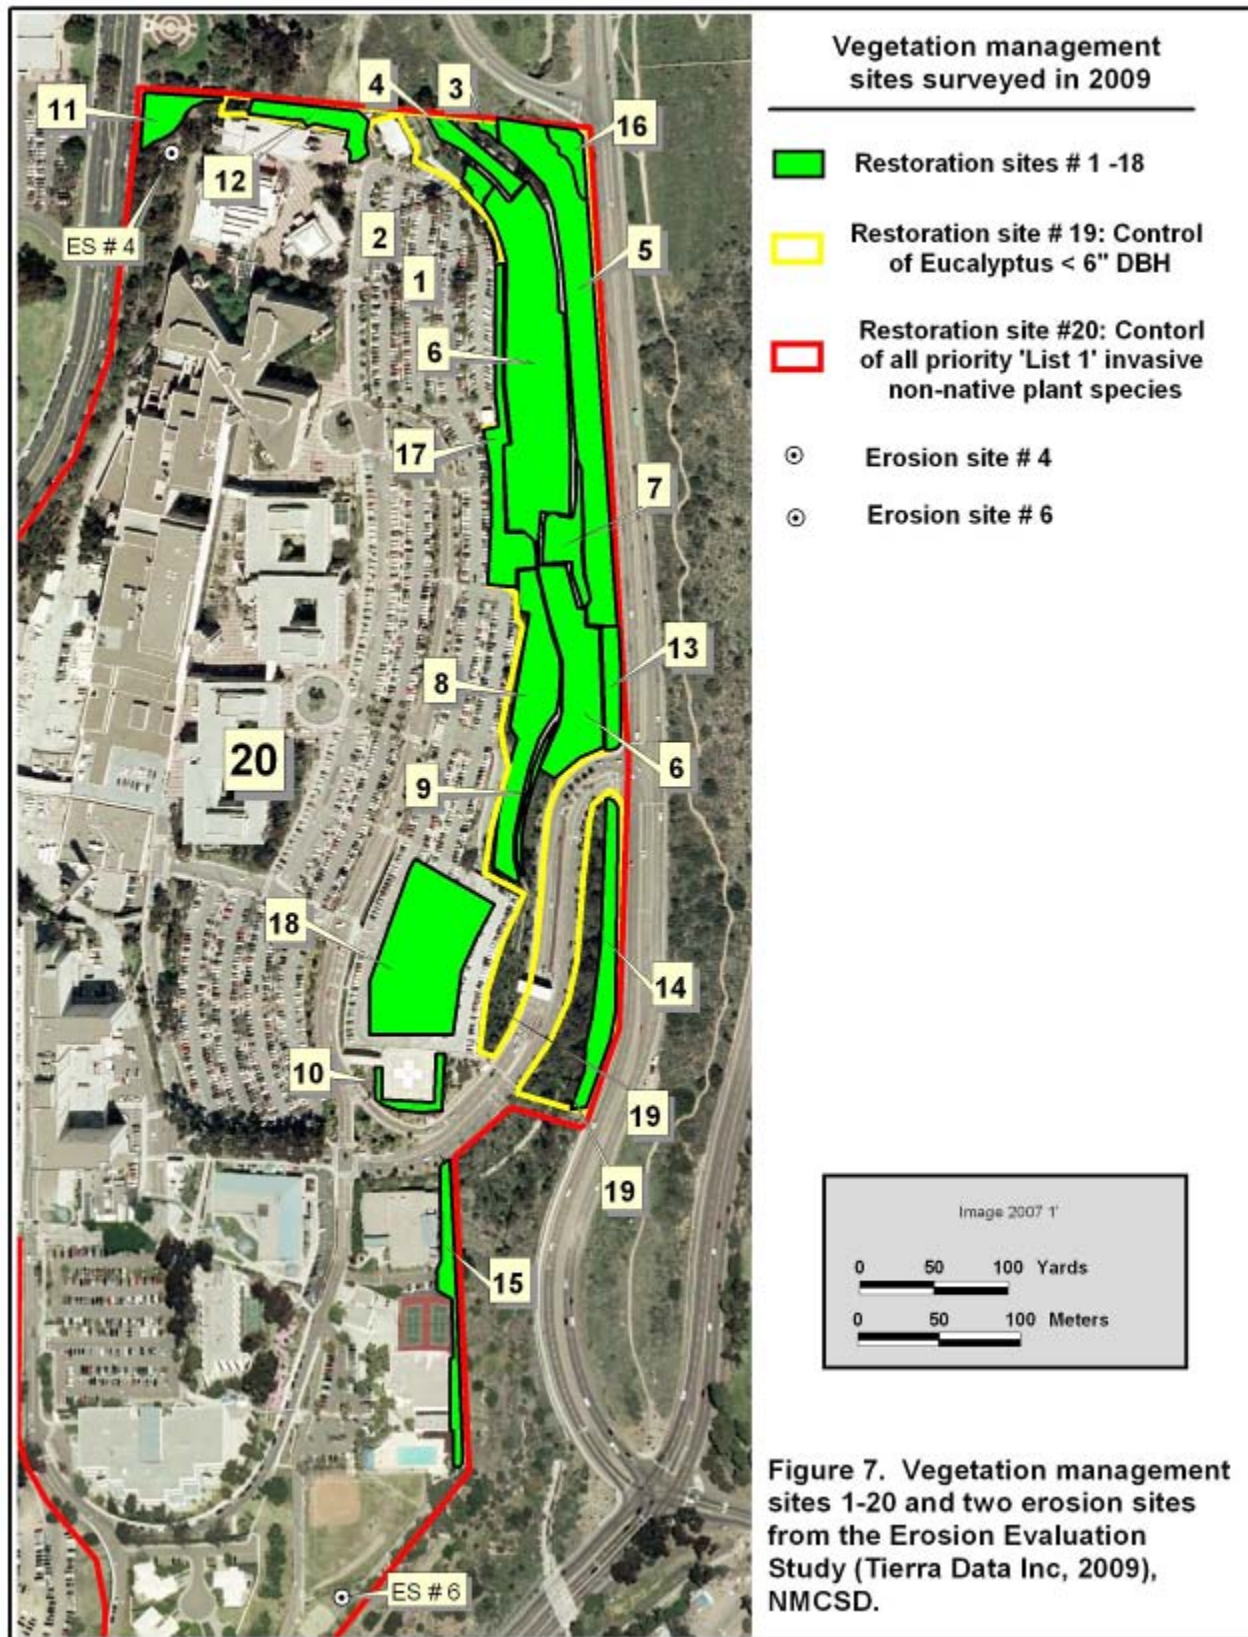 Vegetation management
sites surveyed in 2009
Restoration sites # 1 -18
Restoration site # 19: Control
of Eucalyptus < 6" DBH
Restoration site #20: Contorl
of all priority 'List 1' invasive
non-native plant species
Erosion site # 4
Erosion site # 6
11
4
3
16
12
ES # 4
2
5
1
6
17
7
13
8
20
6
9
18
14
10
19
19
15
ES # 6
Image 2007 1'
0 50 100 Yards
0 50 100 Meters
Figure 7. Vegetation management
sites 1-20 and two erosion sites
from the Erosion Evaluation
Study (Tierra Data Inc, 2009),
NMCSD.